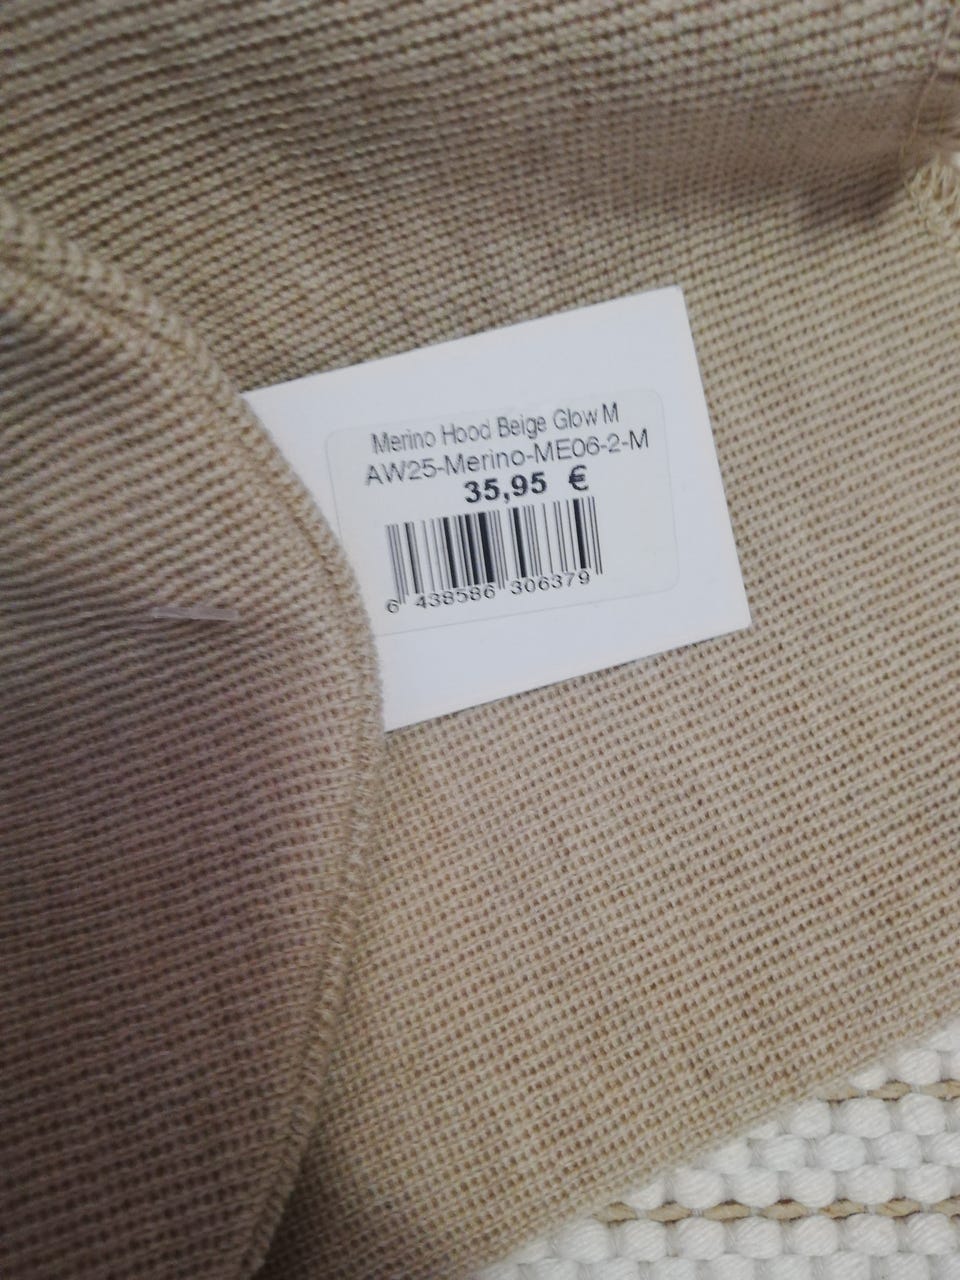 Merino Hood Beige Glow M
AW25-Merino-ME06-2-M
35,95 €
6 438586 306379